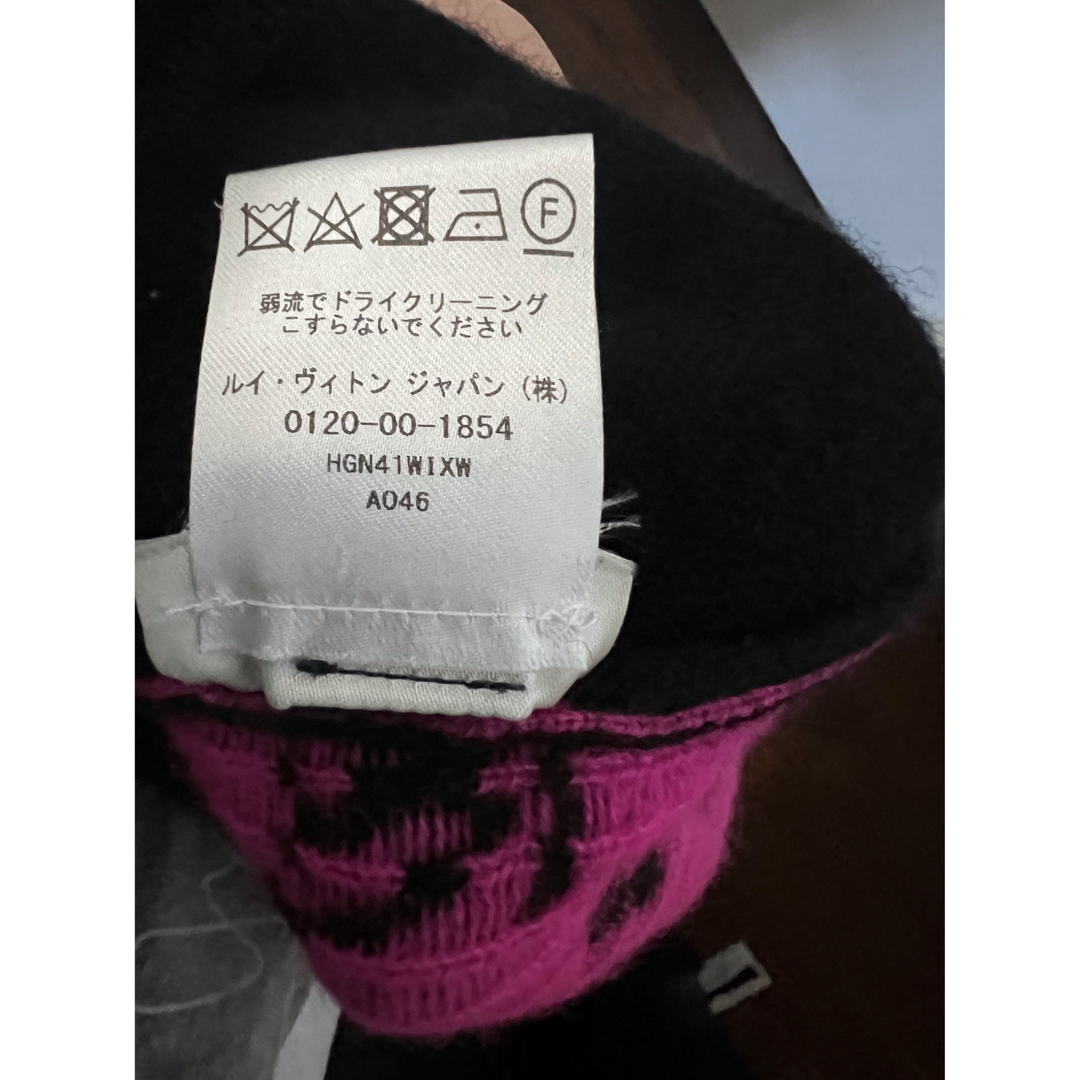 F
弱流でドライクリーニング
こすらないでください
ルイ・ヴィトン ジャパン (株)
0120-00-1854
HGN41WIXW
A046